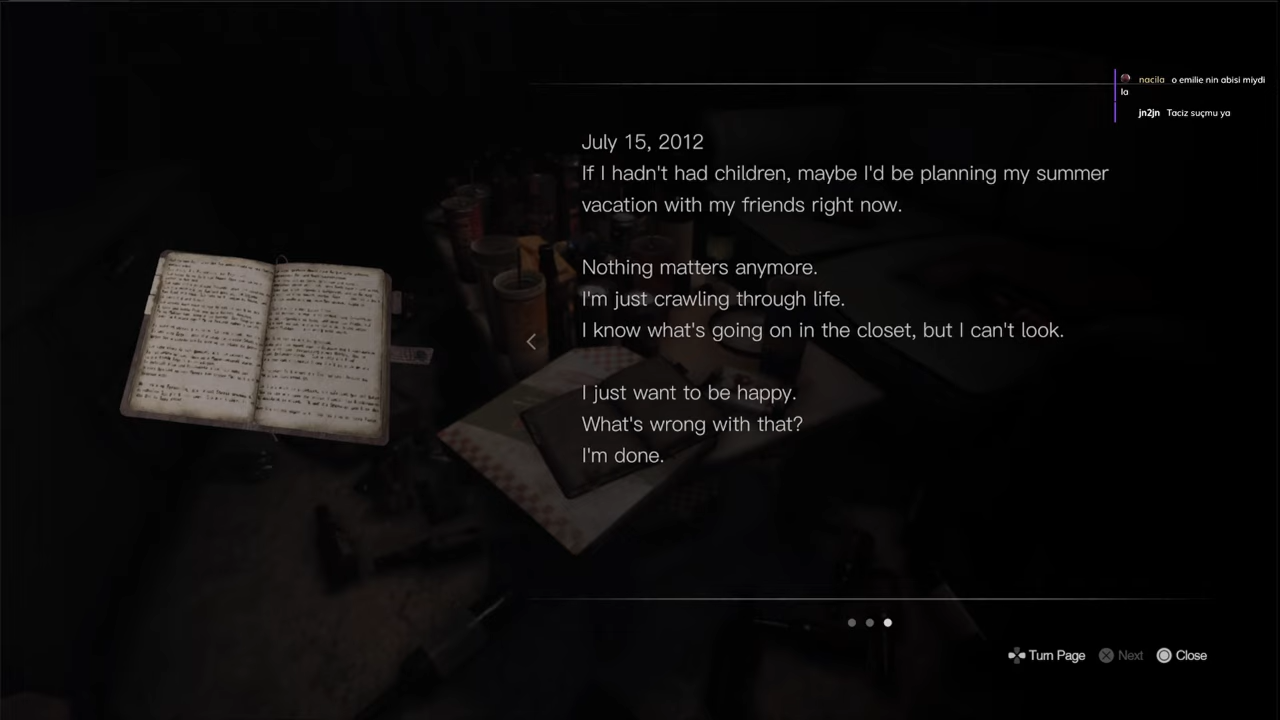 nacila o emilie nin abisi miydi
la
jn2jn Taciz suçmu ya
July 15, 2012
If I hadn't had children, maybe I'd be planning my summer
vacation with my friends right now.
Nothing matters anymore.
I'm just crawling through life.
I know what's going on in the closet, but I can't look.
I just want to be happy.
What's wrong with that?
I'm done.
Turn Page Next Close